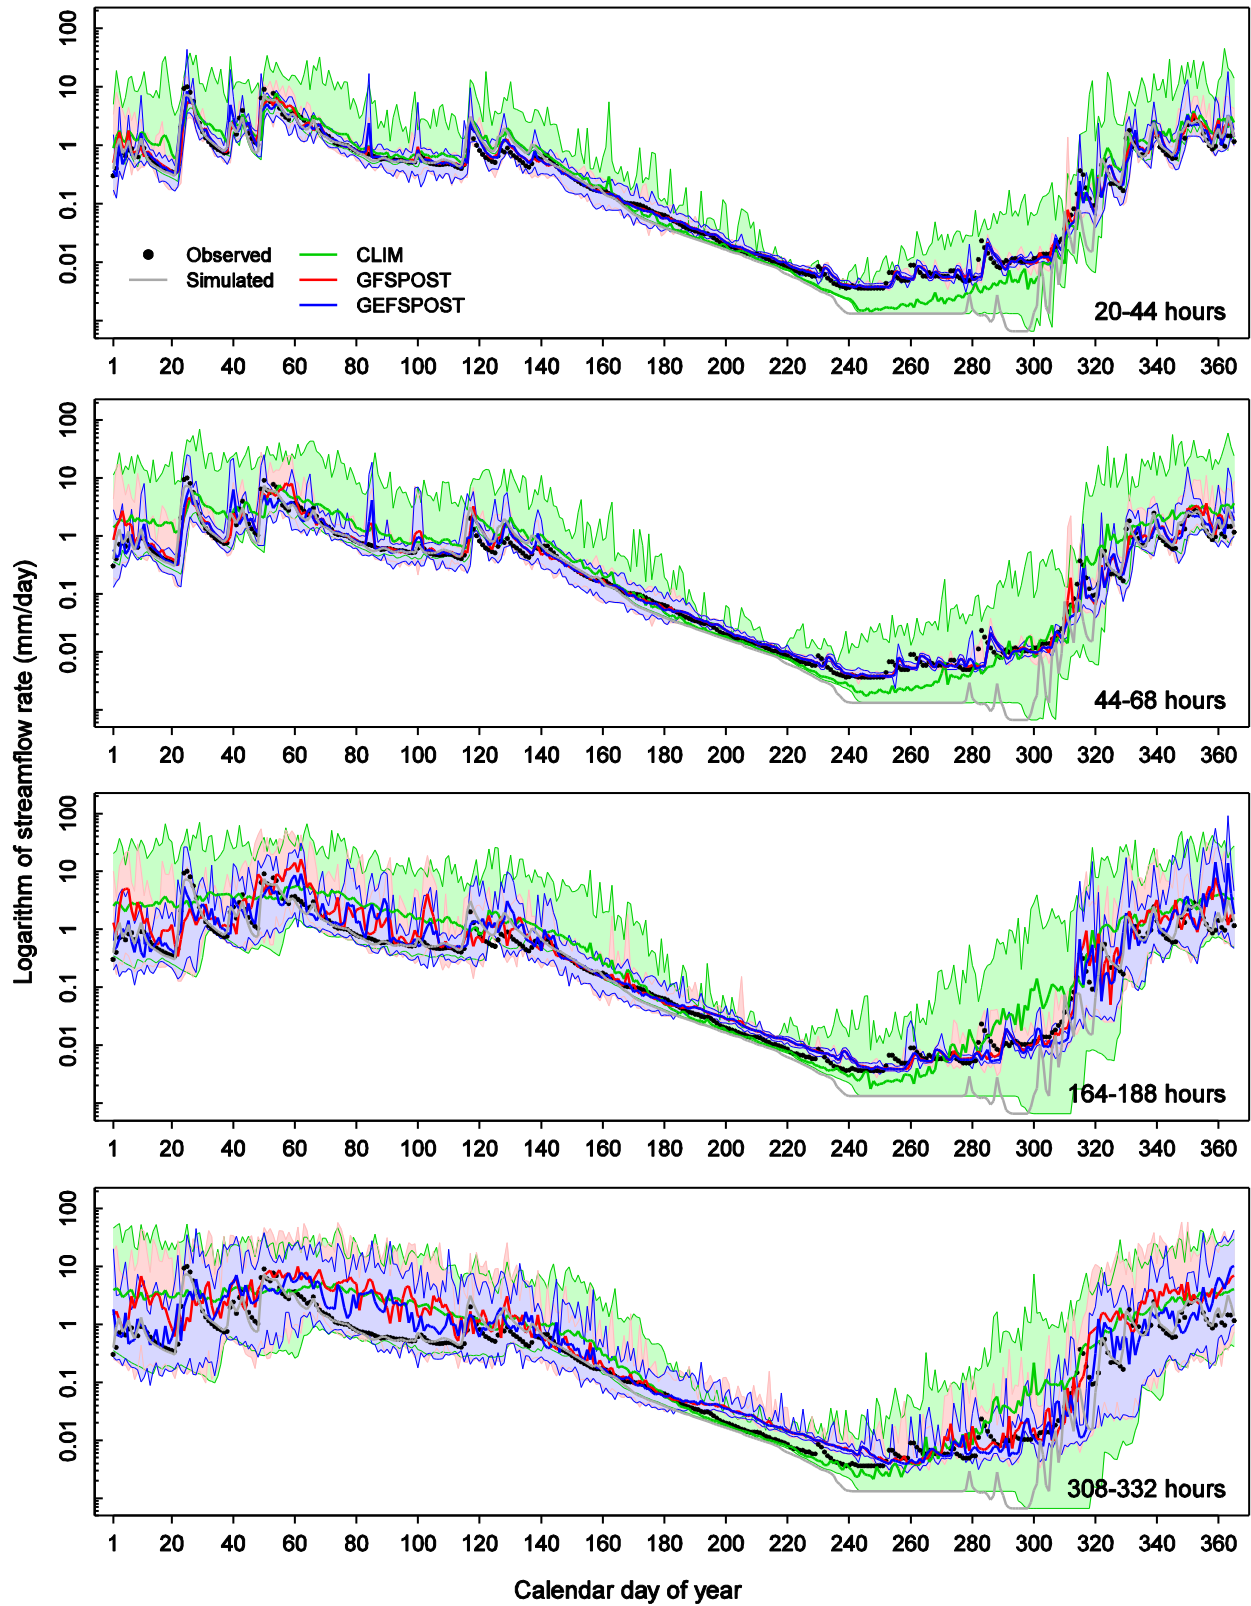 Logarithm of streamflow rate (mm/day)
100
10
1
0.1
0.01
Observed
Simulated
CLIM
GFSPOST
GEFSPOST
20-44 hours
1 20 40 60 80 100 120 140 160 180 200 220 240 260 280 300 320 340 360
100
10
1
0.1
0.01
44-68 hours
1 20 40 60 80 100 120 140 160 180 200 220 240 260 280 300 320 340 360
100
10
1
0.1
0.01
164-188 hours
1 20 40 60 80 100 120 140 160 180 200 220 240 260 280 300 320 340 360
100
10
1
0.1
0.01
308-332 hours
1 20 40 60 80 100 120 140 160 180 200 220 240 260 280 300 320 340 360
Calendar day of year